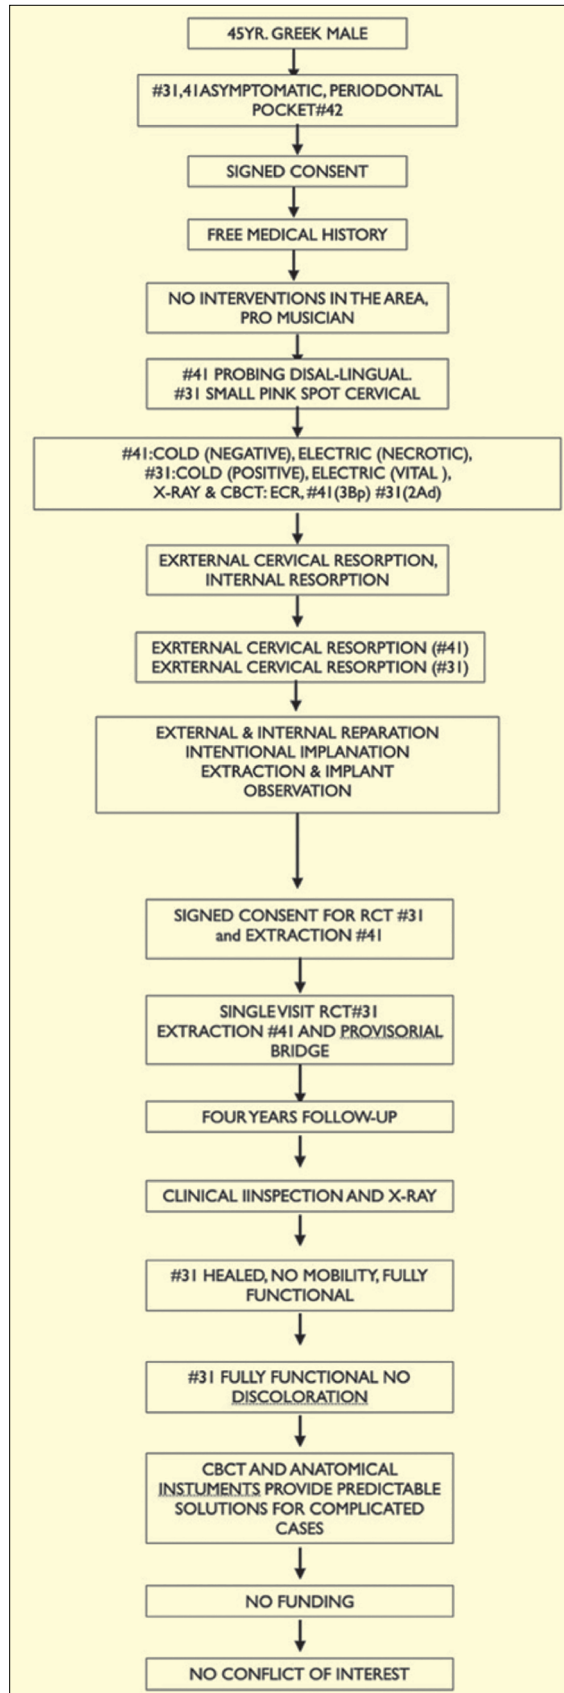 45YR. GREEK MALE
#31,41ASYMPTOMATIC, PERIODONTAL
POCKET#42
SIGNED CONSENT
FREE MEDICAL HISTORY
NO INTERVENTIONS IN THE AREA,
PRO MUSICIAN
#41 PROBING DISAL-LINGUAL.
#31 SMALL PINK SPOT CERVICAL
#41:COLD (NEGATIVE), ELECTRIC (NECROTIC),
#31:COLD (POSITIVE), ELECTRIC (VITAL ),
X-RAY & CBCT: ECR, #41(3Bp) #31(2Ad)
EXRTERNAL CERVICAL RESORPTION,
INTERNAL RESORPTION
EXRTERNAL CERVICAL RESORPTION (#41)
EXRTERNAL CERVICAL RESORPTION (#31)
EXTERNAL & INTERNAL REPARATION
INTENTIONAL IMPLANATION
EXTRACTION & IMPLANT
OBSERVATION
SIGNED CONSENT FOR RCT #31
and EXTRACTION #41
SINGLE VISIT RCT#31
EXTRACTION #41 AND PROVISORIAL
BRIDGE
FOUR YEARS FOLLOW-UP
CLINICAL IINSPECTION AND X-RAY
#31 HEALED, NO MOBILITY, FULLY
FUNCTIONAL
#31 FULLY FUNCTIONAL NO
DISCOLORATION
CBCT AND ANATOMICAL
INSTUMENTS PROVIDE PREDICTABLE
SOLUTIONS FOR COMPLICATED
CASES
NO FUNDING
NO CONFLICT OF INTEREST